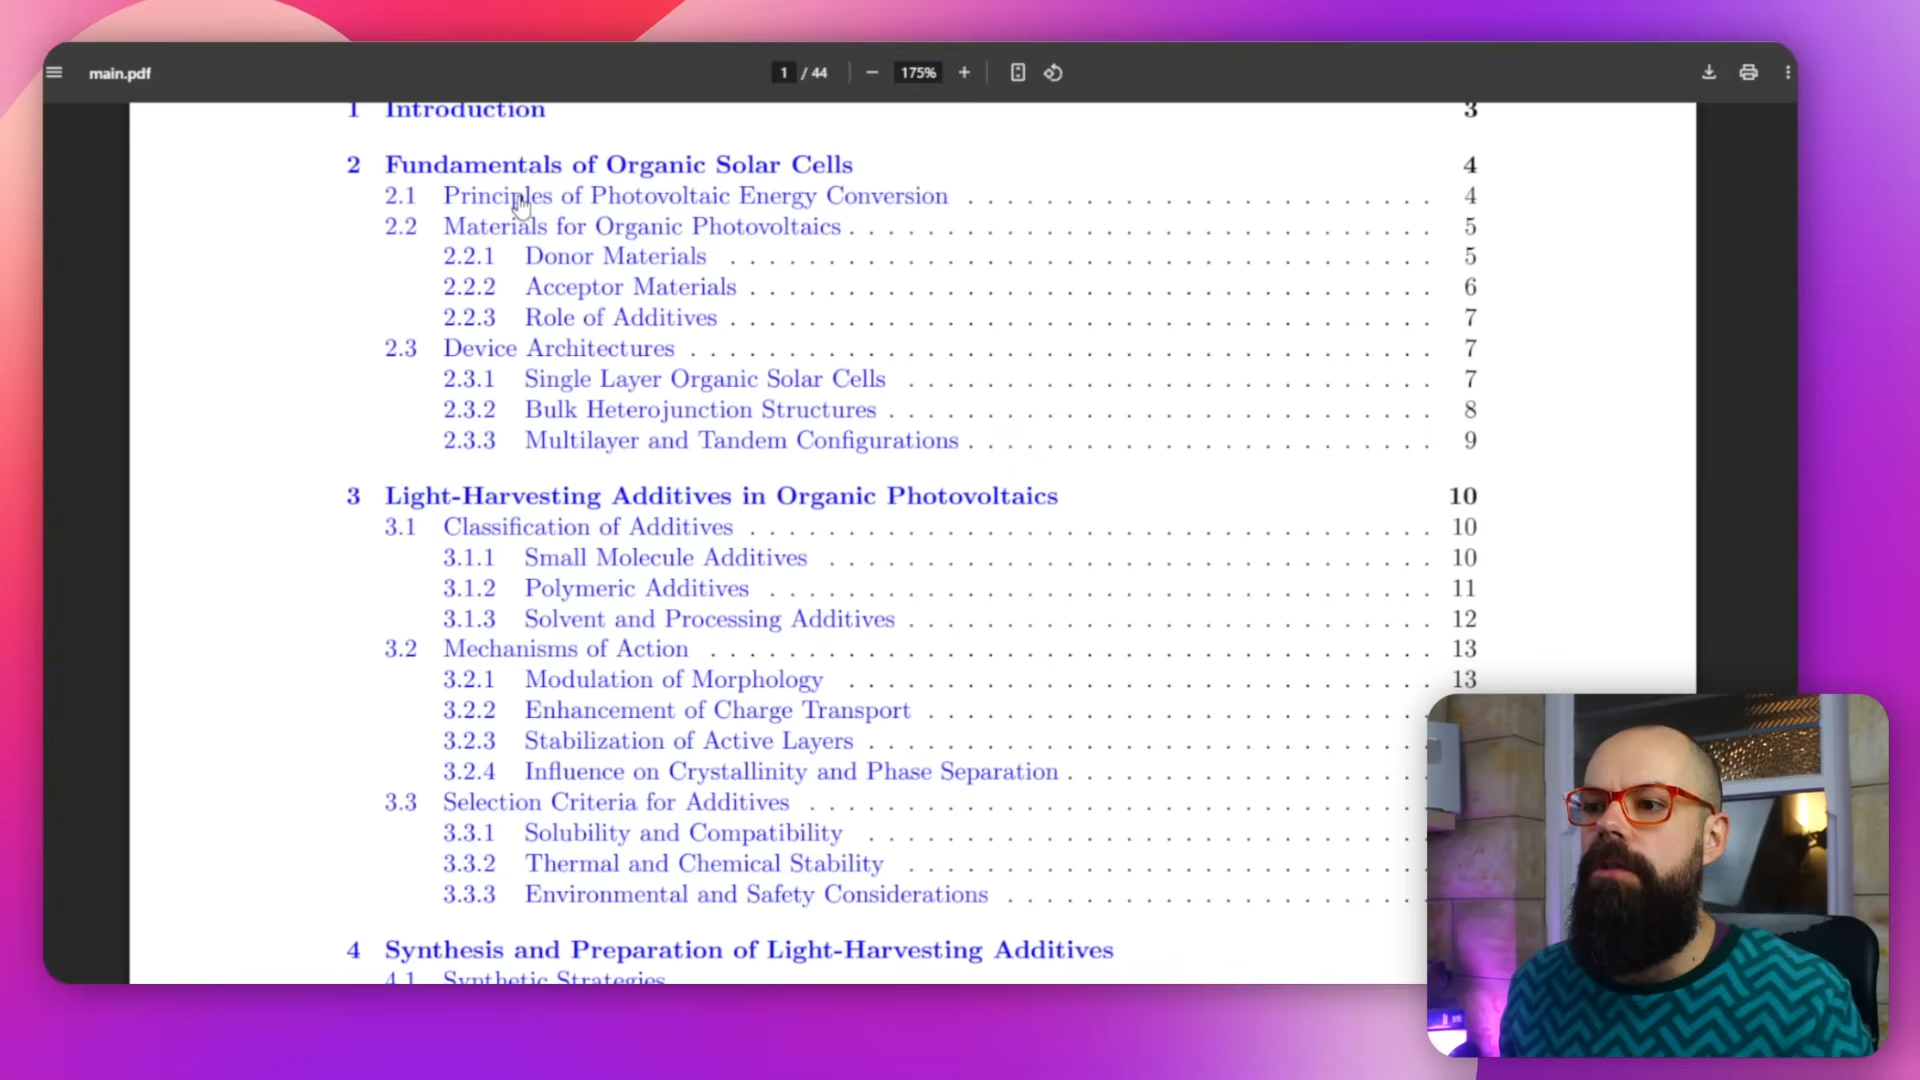 main.pdf 1 / 44 175%
1 Introduction 3
2 Fundamentals of Organic Solar Cells 4
2.1 Principles of Photovoltaic Energy Conversion 4
2.2 Materials for Organic Photovoltaics 5
2.2.1 Donor Materials 5
2.2.2 Acceptor Materials 6
2.2.3 Role of Additives 7
2.3 Device Architectures 7
2.3.1 Single Layer Organic Solar Cells 7
2.3.2 Bulk Heterojunction Structures 8
2.3.3 Multilayer and Tandem Configurations 9
3 Light-Harvesting Additives in Organic Photovoltaics 10
3.1 Classification of Additives 10
3.1.1 Small Molecule Additives 10
3.1.2 Polymeric Additives 11
3.1.3 Solvent and Processing Additives 12
3.2 Mechanisms of Action 13
3.2.1 Modulation of Morphology 13
3.2.2 Enhancement of Charge Transport
3.2.3 Stabilization of Active Layers
3.2.4 Influence on Crystallinity and Phase Separation
3.3 Selection Criteria for Additives
3.3.1 Solubility and Compatibility
3.3.2 Thermal and Chemical Stability
3.3.3 Environmental and Safety Considerations
4 Synthesis and Preparation of Light-Harvesting Additives
4.1 Synthetic Strategies